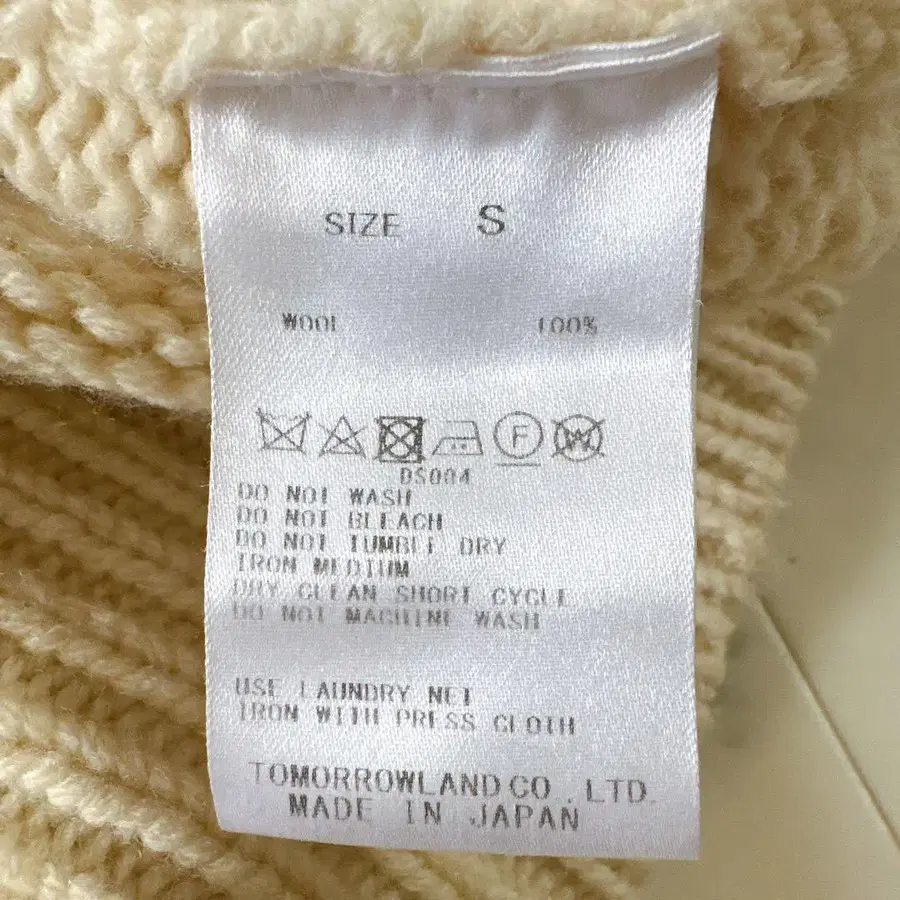 SIZE S
WOOL 100%
F W
DS004
DO NOT WASH
DO NOT BLEACH
DO NOT TUMBLE DRY
IRON MEDIUM
DRY CLEAN SHORT CYCLE
DO NOT MACHINE WASH
USE LAUNDRY NET
IRON WITH PRESS CLOTH
TOMORROWLAND CO., LTD.
MADE IN JAPAN